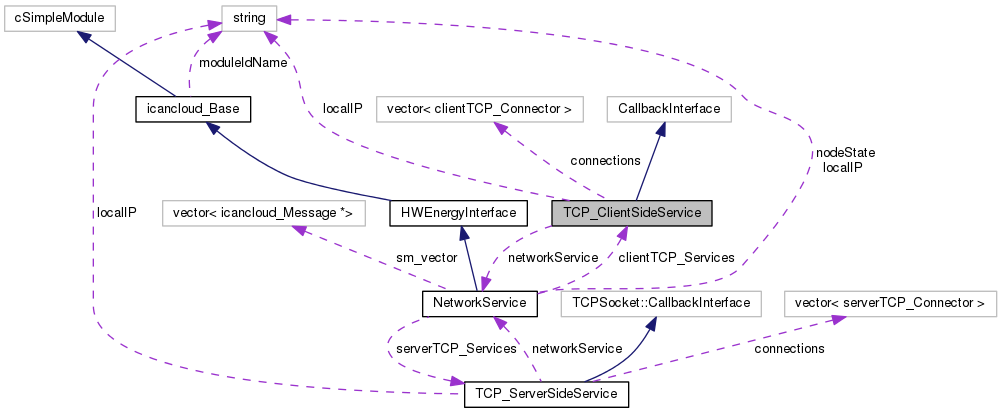 cSimpleModule
string
moduleIdName
icancloud_Base
localIP
vector< clientTCP_Connector >
CallbackInterface
connections
nodeState
localIP
localIP
vector< icancloud_Message *>
HWEnergyInterface
TCP_ClientSideService
sm_vector
networkService
clientTCP_Services
NetworkService
TCPSocket::CallbackInterface
vector< serverTCP_Connector >
serverTCP_Services
networkService
connections
TCP_ServerSideService